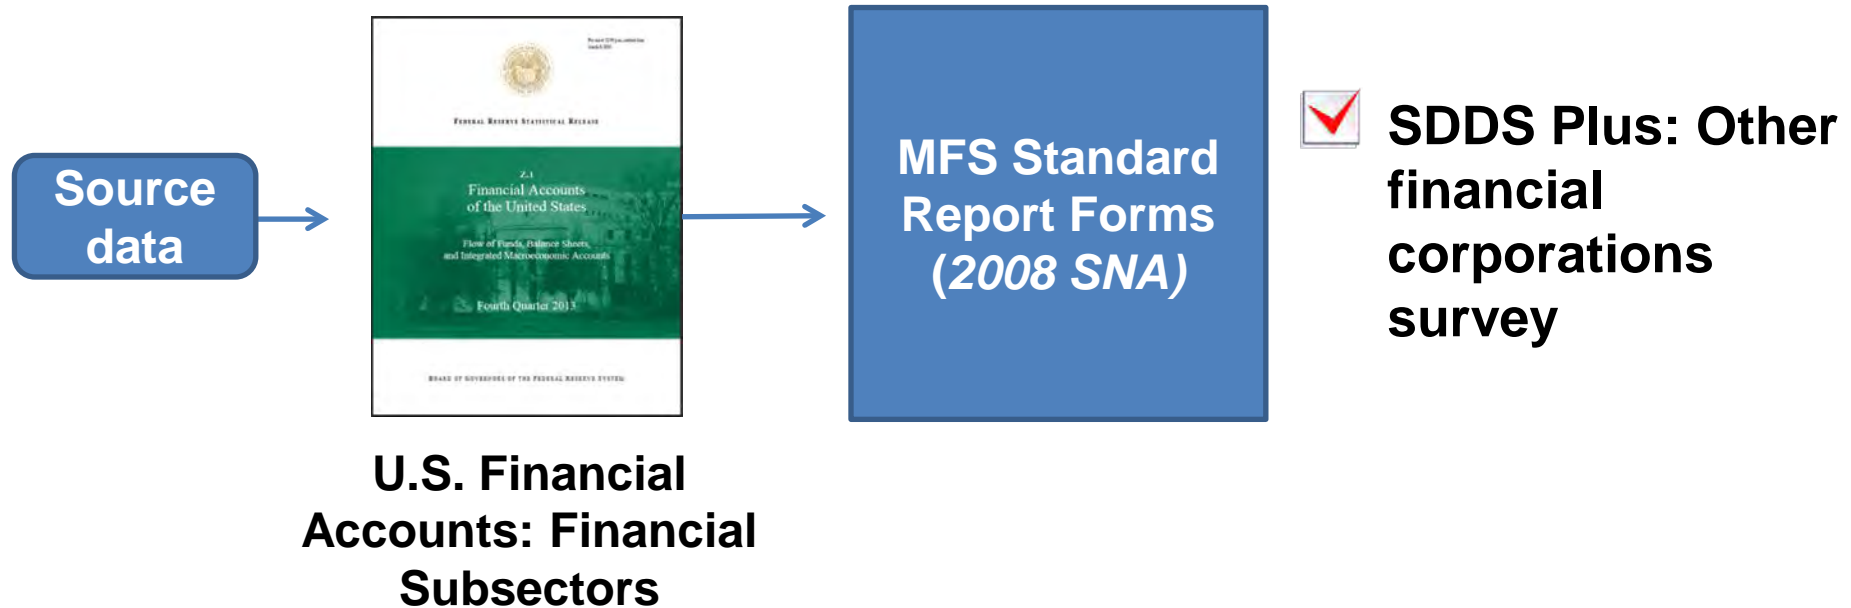 Source
data
FEDERAL RESERVE STATISTICAL RELEASE
Z.1
Financial Accounts
of the United States
Flow of Funds, Balance Sheets,
and Integrated Macroeconomic Accounts
Fourth Quarter 2013
BOARD OF GOVERNORS OF THE FEDERAL RESERVE SYSTEM
U.S. Financial
Accounts: Financial
Subsectors
MFS Standard
Report Forms
(2008 SNA)
SDDS Plus: Other
financial
corporations
survey